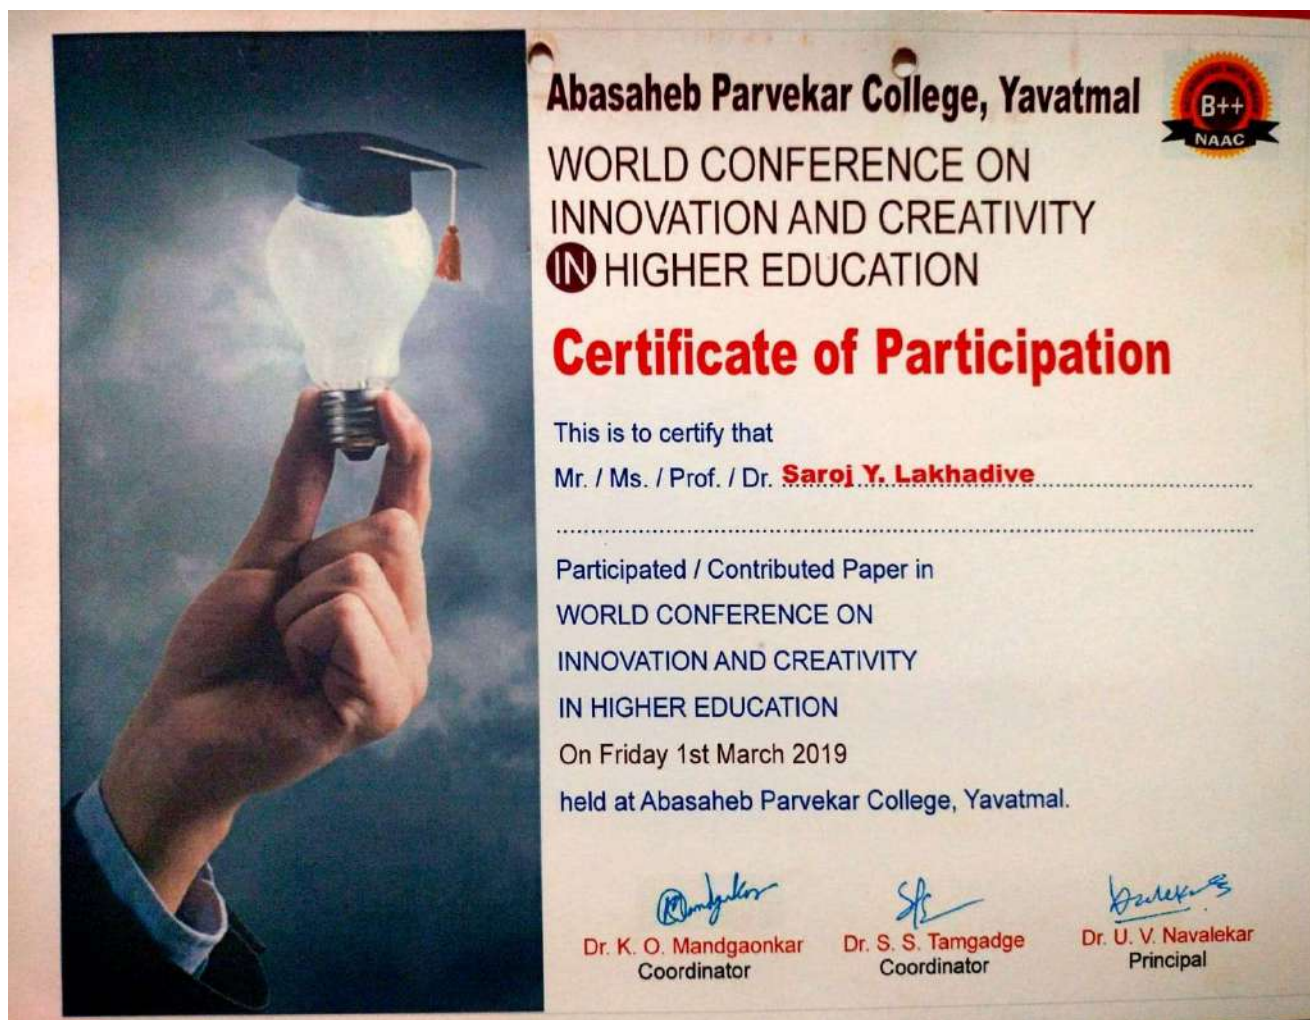 Abasaheb Parvekar College, Yavatmal
B++
NAAC
WORLD CONFERENCE ON
INNOVATION AND CREATIVITY
IN HIGHER EDUCATION
Certificate of Participation
This is to certify that
Mr. / Ms. / Prof. / Dr. Saroj Y. Lakhadive
Participated / Contributed Paper in
WORLD CONFERENCE ON
INNOVATION AND CREATIVITY
IN HIGHER EDUCATION
On Friday 1st March 2019
held at Abasaheb Parvekar College, Yavatmal.
Dr. K. O. Mandgaonkar
Coordinator
Dr. S. S. Tamgadge
Coordinator
Dr. U. V. Navalekar
Principal